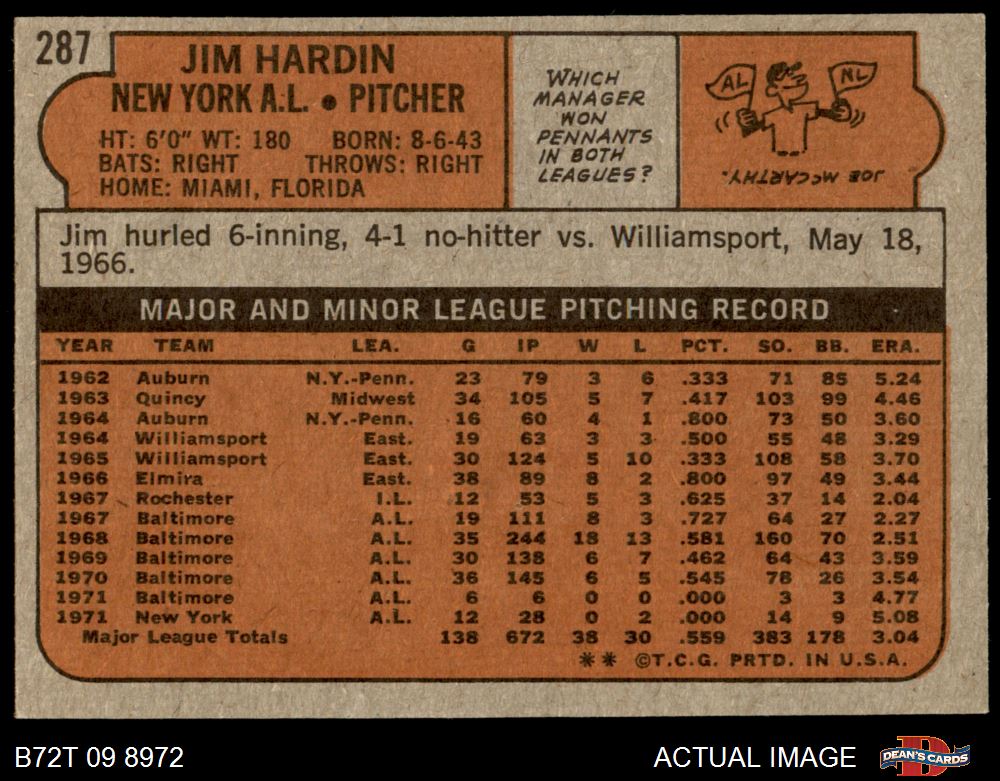 287
JIM HARDIN
NEW YORK A.L. • PITCHER
HT: 6'0" WT: 180 BORN: 8-6-43
BATS: RIGHT THROWS: RIGHT
HOME: MIAMI, FLORIDA
WHICH
MANAGER
WON
PENNANTS
IN BOTH
LEAGUES?
AL NL
JOE McCARTHY.
Jim hurled 6-inning, 4-1 no-hitter vs. Williamsport, May 18,
1966.
MAJOR AND MINOR LEAGUE PITCHING RECORD
YEAR TEAM LEA. G IP W L PCT. SO. BB. ERA.
1962 Auburn N.Y.-Penn. 23 79 3 6 .333 71 85 5.24
1963 Quincy Midwest 34 105 5 7 .417 103 99 4.46
1964 Auburn N.Y.-Penn. 16 60 4 1 .800 73 50 3.60
1964 Williamsport East. 19 63 3 3 .500 55 48 3.29
1965 Williamsport East. 30 124 5 10 .333 108 58 3.70
1966 Elmira East. 38 89 8 2 .800 97 49 3.44
1967 Rochester I.L. 12 53 5 3 .625 37 14 2.04
1967 Baltimore A.L. 19 111 8 3 .727 64 27 2.27
1968 Baltimore A.L. 35 244 18 13 .581 160 70 2.51
1969 Baltimore A.L. 30 138 6 7 .462 64 43 3.59
1970 Baltimore A.L. 36 145 6 5 .545 78 26 3.54
1971 Baltimore A.L. 6 6 0 0 .000 3 3 4.77
1971 New York A.L. 12 28 0 2 .000 14 9 5.08
Major League Totals 138 672 38 30 .559 383 178 3.04
** ©T.C.G. PRTD. IN U.S.A.
B72T 09 8972 ACTUAL IMAGE DEAN'S CARDS